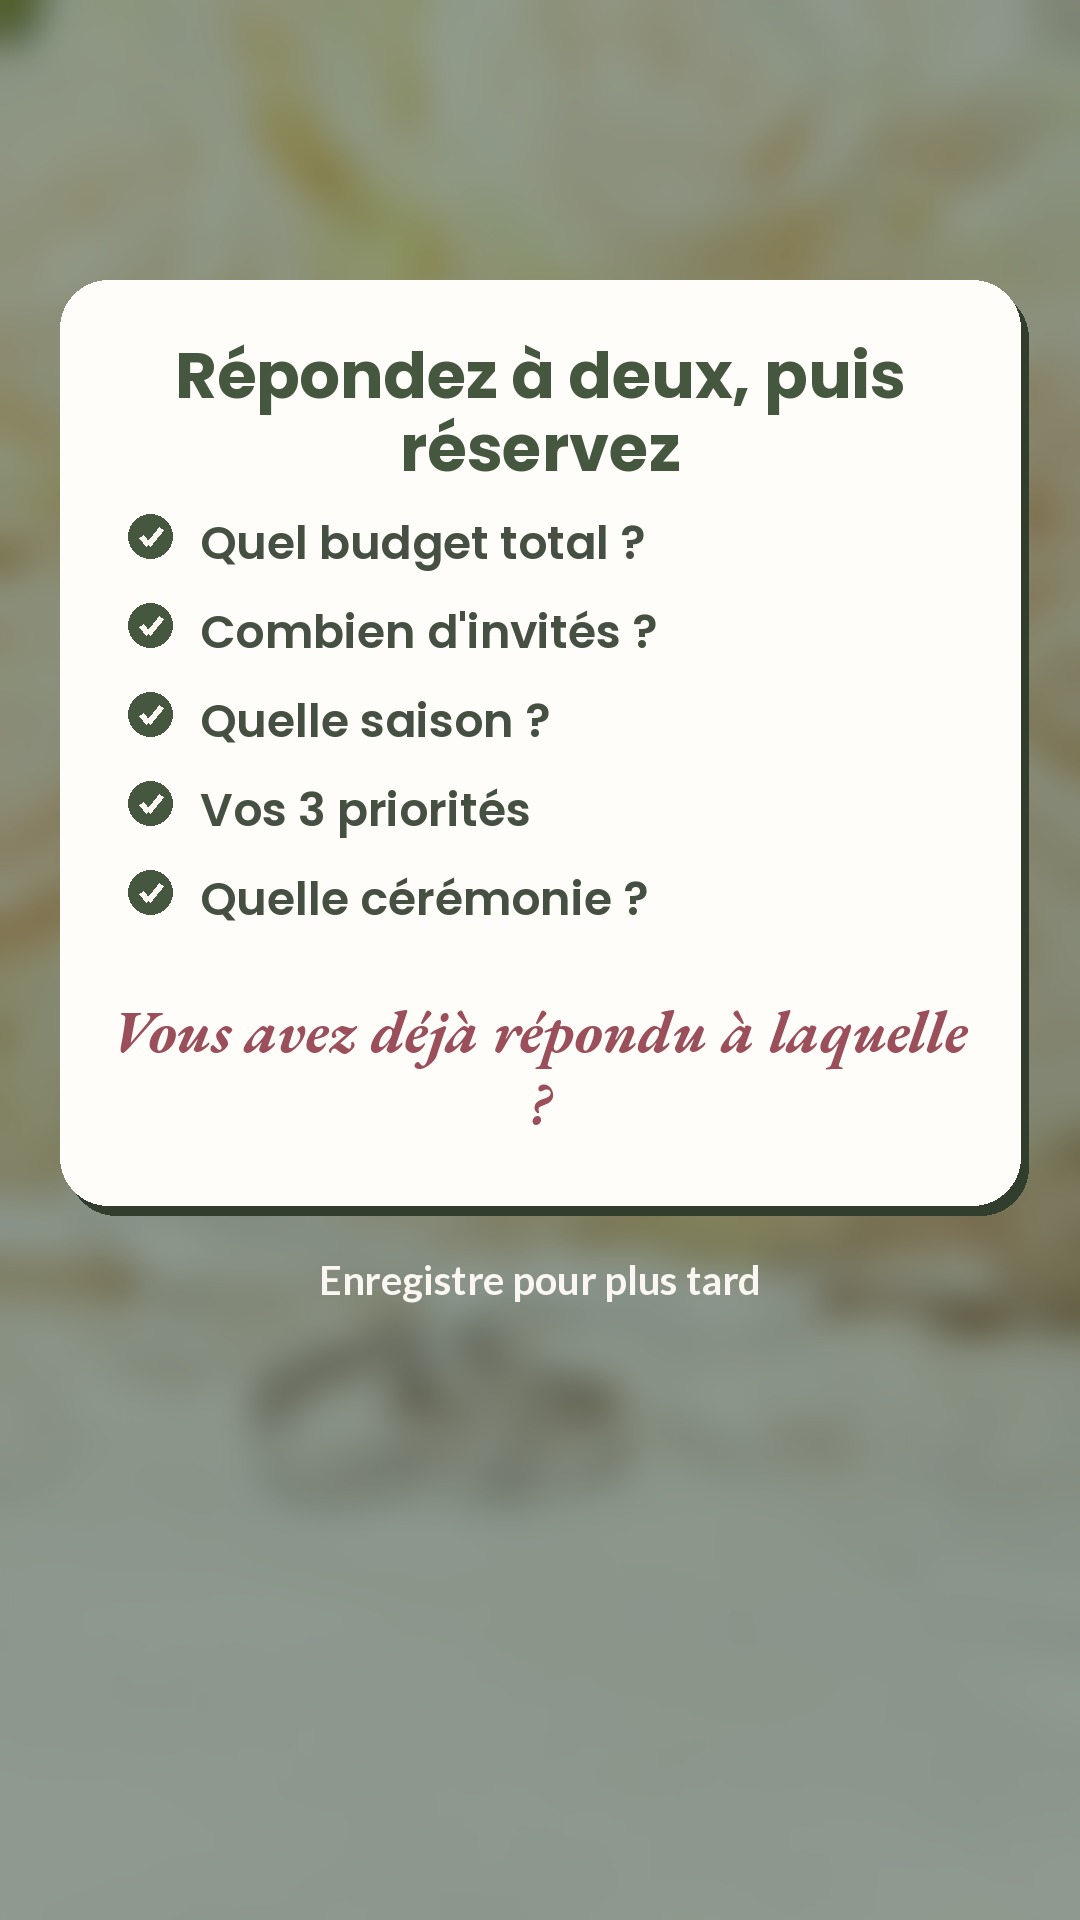 Répondez à deux, puis
réservez
Quel budget total ?
Combien d'invités ?
Quelle saison ?
Vos 3 priorités
Quelle cérémonie ?
Vous avez déjà répondu à laquelle
?
Enregistre pour plus tard